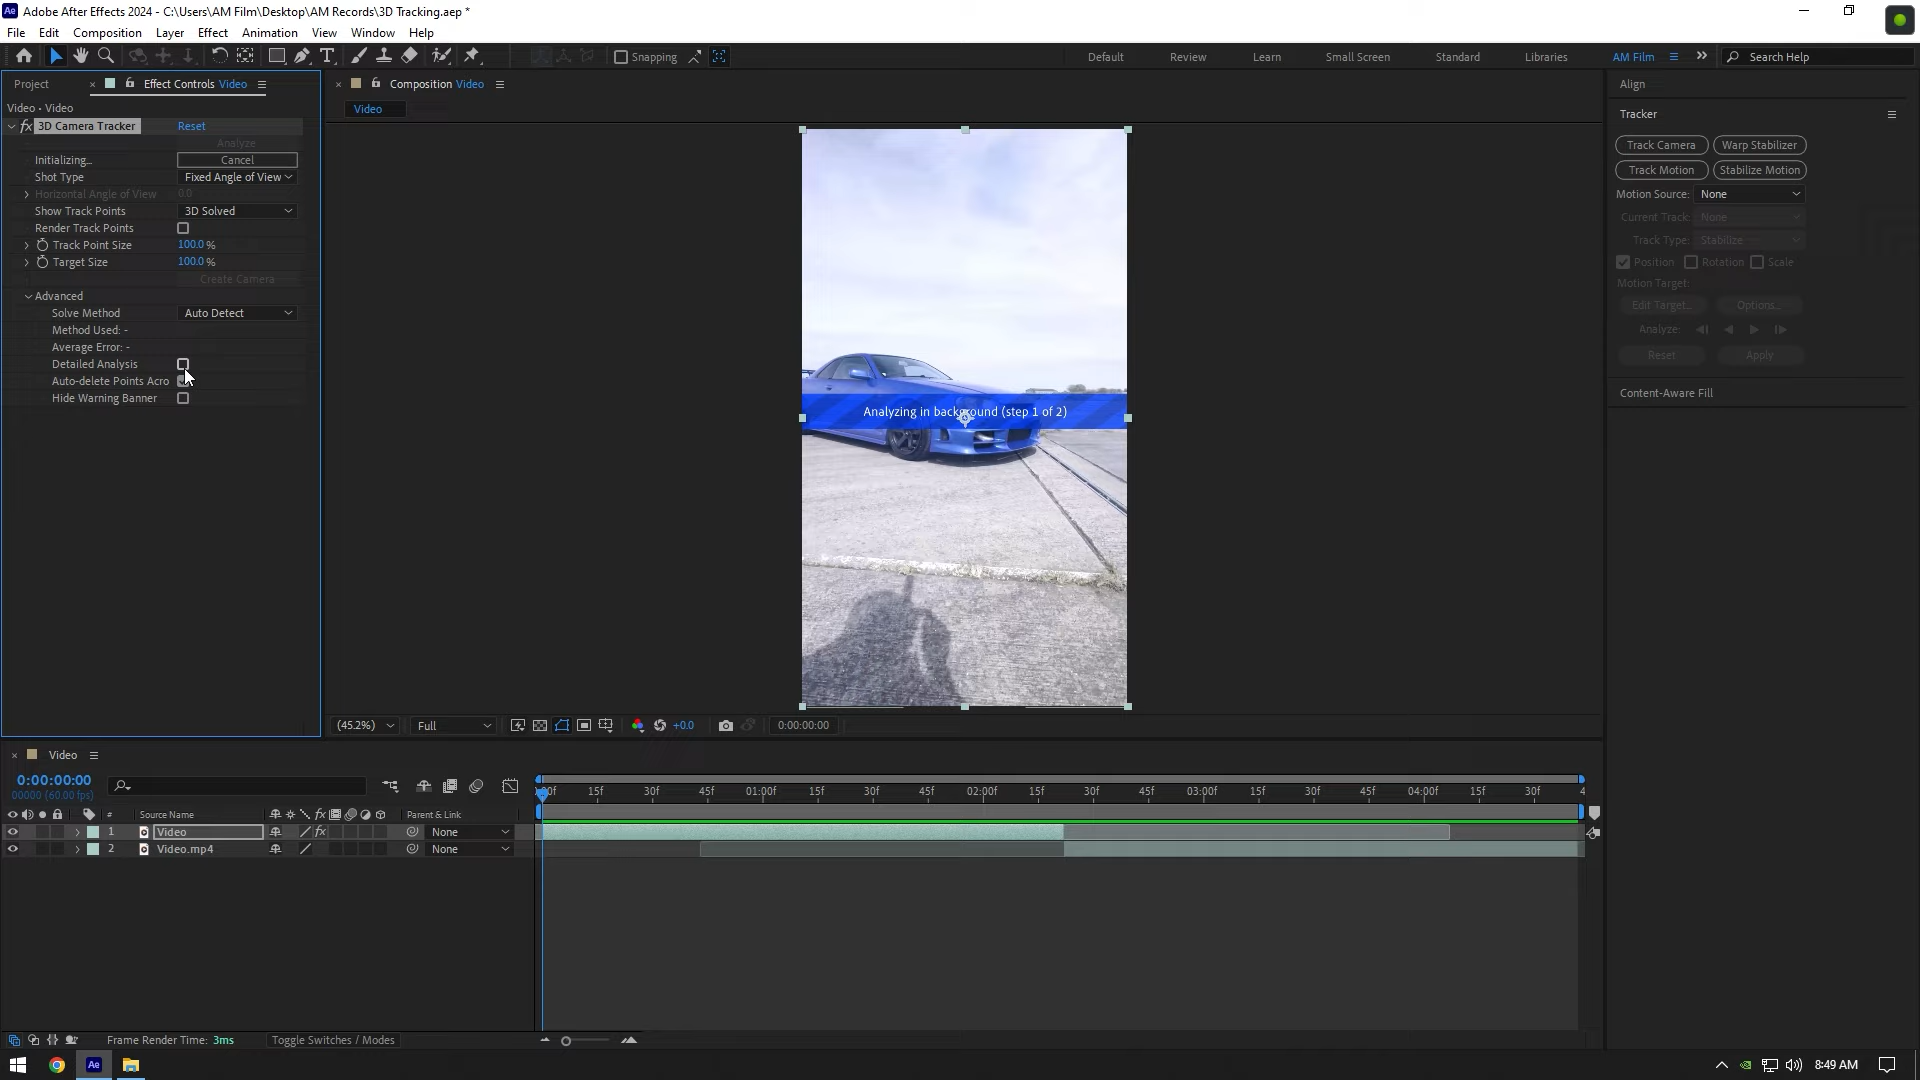 Adobe After Effects 2024 - C:\Users\AM Film\Desktop\AM Records\3D Tracking.aep *
File Edit Composition Layer Effect Animation View Window Help
Snapping
Default Review Learn Small Screen Standard Libraries AM Film Search Help
Project Effect Controls Video
Video • Video
fx 3D Camera Tracker Reset
Analyze
Initializing... Cancel
Shot Type Fixed Angle of View
Horizontal Angle of View 0.0
Show Track Points 3D Solved
Render Track Points
Track Point Size 100.0 %
Target Size 100.0 %
Create Camera
Advanced
Solve Method Auto Detect
Method Used: -
Average Error: -
Detailed Analysis
Auto-delete Points Acro
Hide Warning Banner
Composition Video
Video
Analyzing in background (step 1 of 2)
(45.2%) Full +0.0 0:00:00:00
Align
Tracker
Track Camera Warp Stabilizer
Track Motion Stabilize Motion
Motion Source: None
Current Track: None
Track Type: Stabilize
Position Rotation Scale
Motion Target:
Edit Target... Options...
Analyze:
Reset Apply
Content-Aware Fill
Video
0:00:00:00
00000 (60.00 fps)
:00f 15f 30f 45f 01:00f 15f 30f 45f 02:00f 15f 30f 45f 03:00f 15f 30f 45f 04:00f 15f 30f 4
# Source Name fx Parent & Link
1 Video fx None
2 Video.mp4 None
Frame Render Time: 3ms Toggle Switches / Modes
Ae 8:49 AM